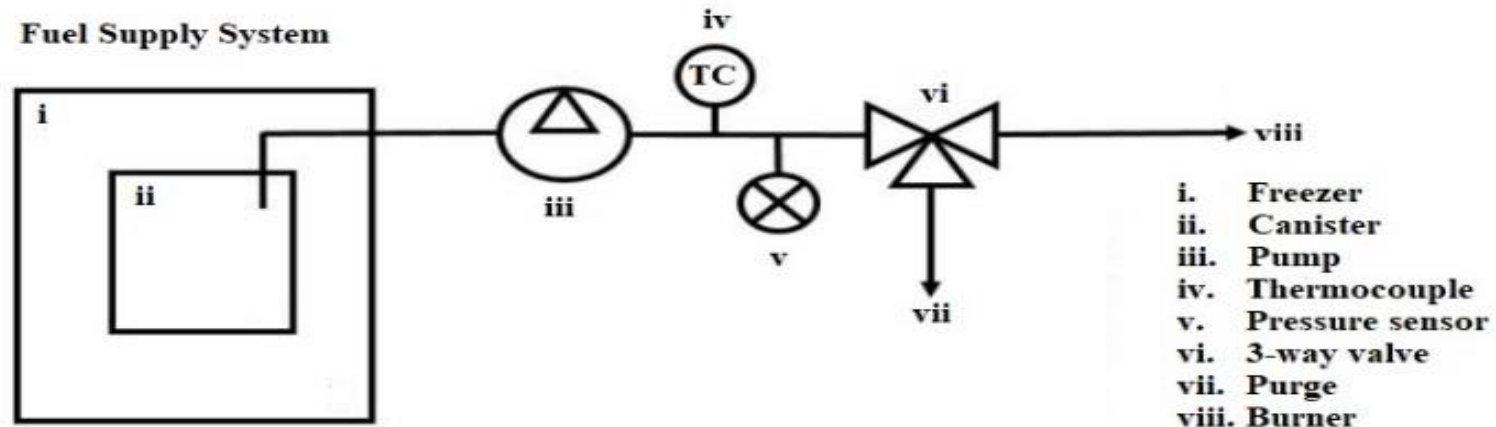 Fuel Supply System
iv
TC
i
vi
viii
ii
iii
v
vii
i. Freezer
ii. Canister
iii. Pump
iv. Thermocouple
v. Pressure sensor
vi. 3-way valve
vii. Purge
viii. Burner